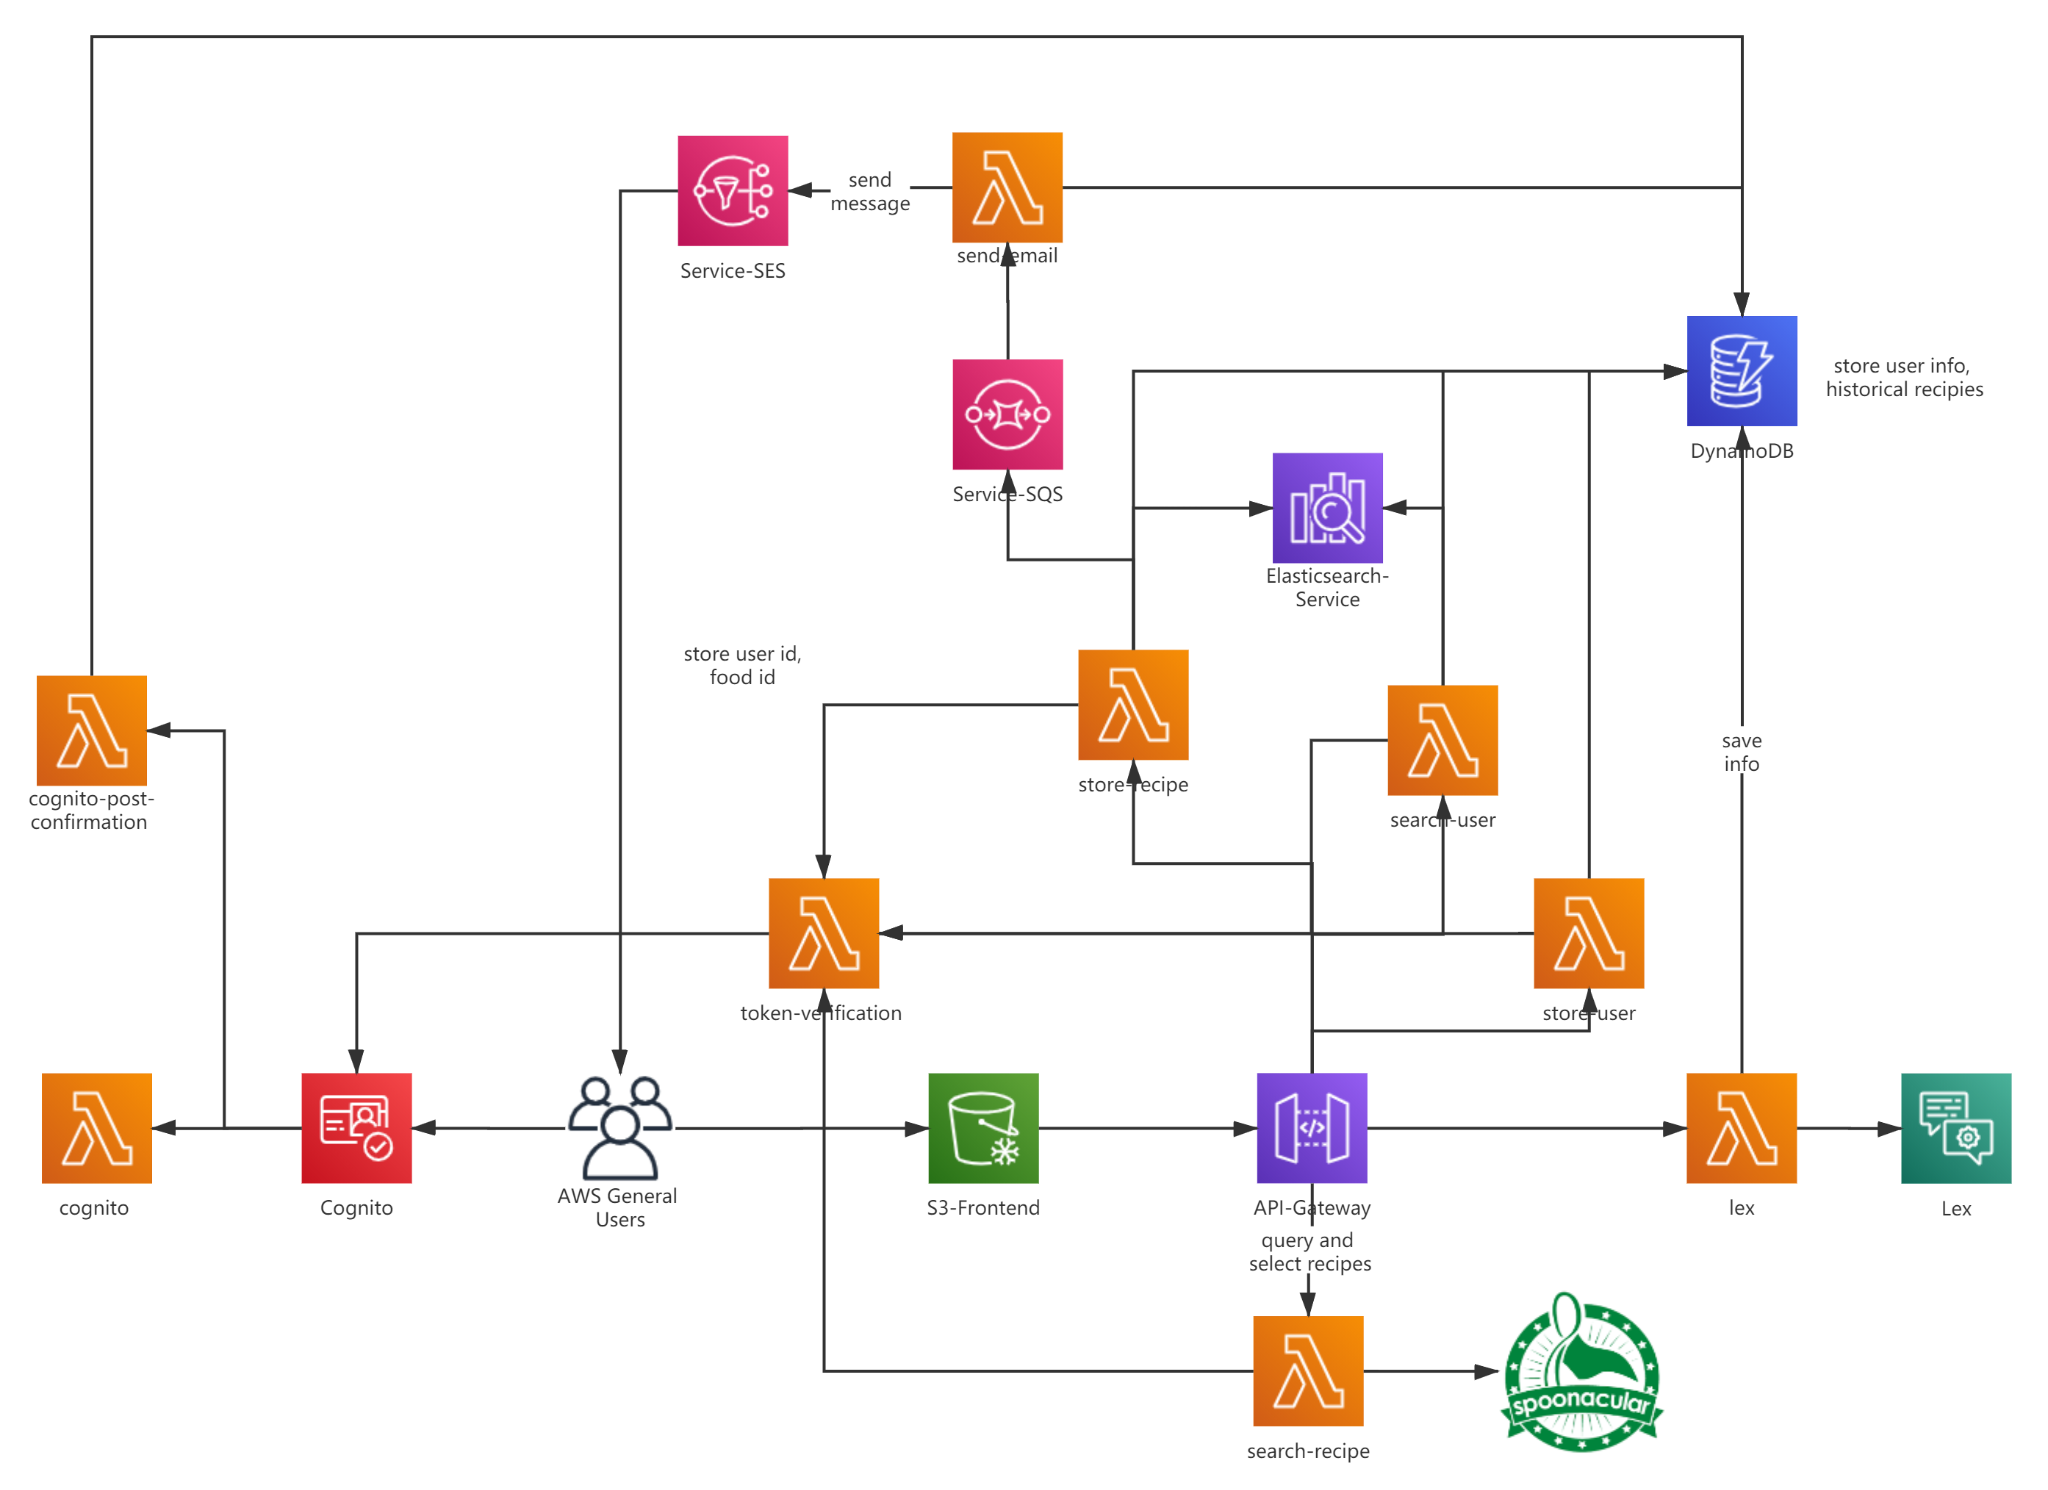 send
message
send-email
Service-SES
store user info,
historical recipies
DynamoDB
Service-SQS
Elasticsearch-
Service
store user id,
food id
save
info
store-recipe
cognito-post-
confirmation
search-user
token-verification
store-user
cognito
Cognito
AWS General
Users
S3-Frontend
API-Gateway
lex
Lex
query and
select recipes
spoonacular
search-recipe